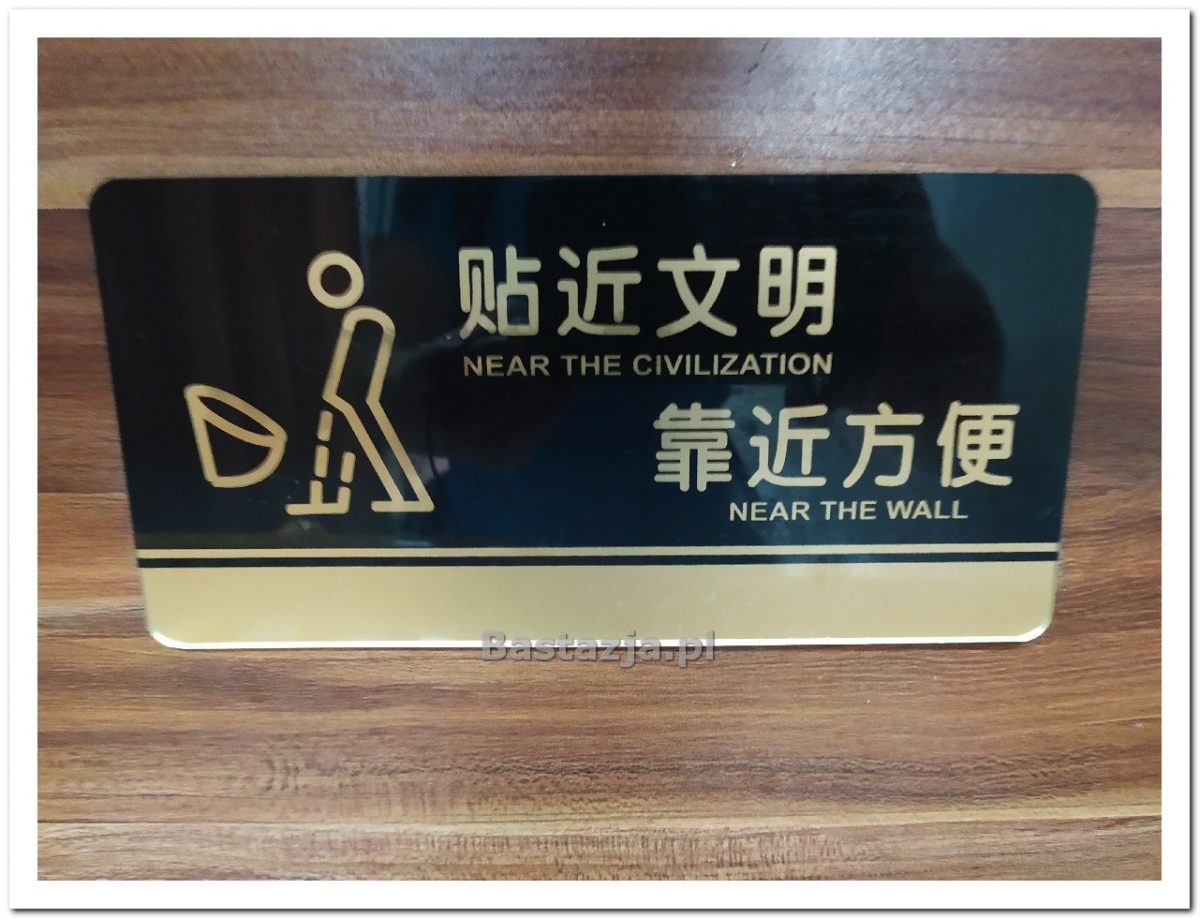 贴近文明
NEAR THE CIVILIZATION
靠近方便
NEAR THE WALL
Bastazja.pl